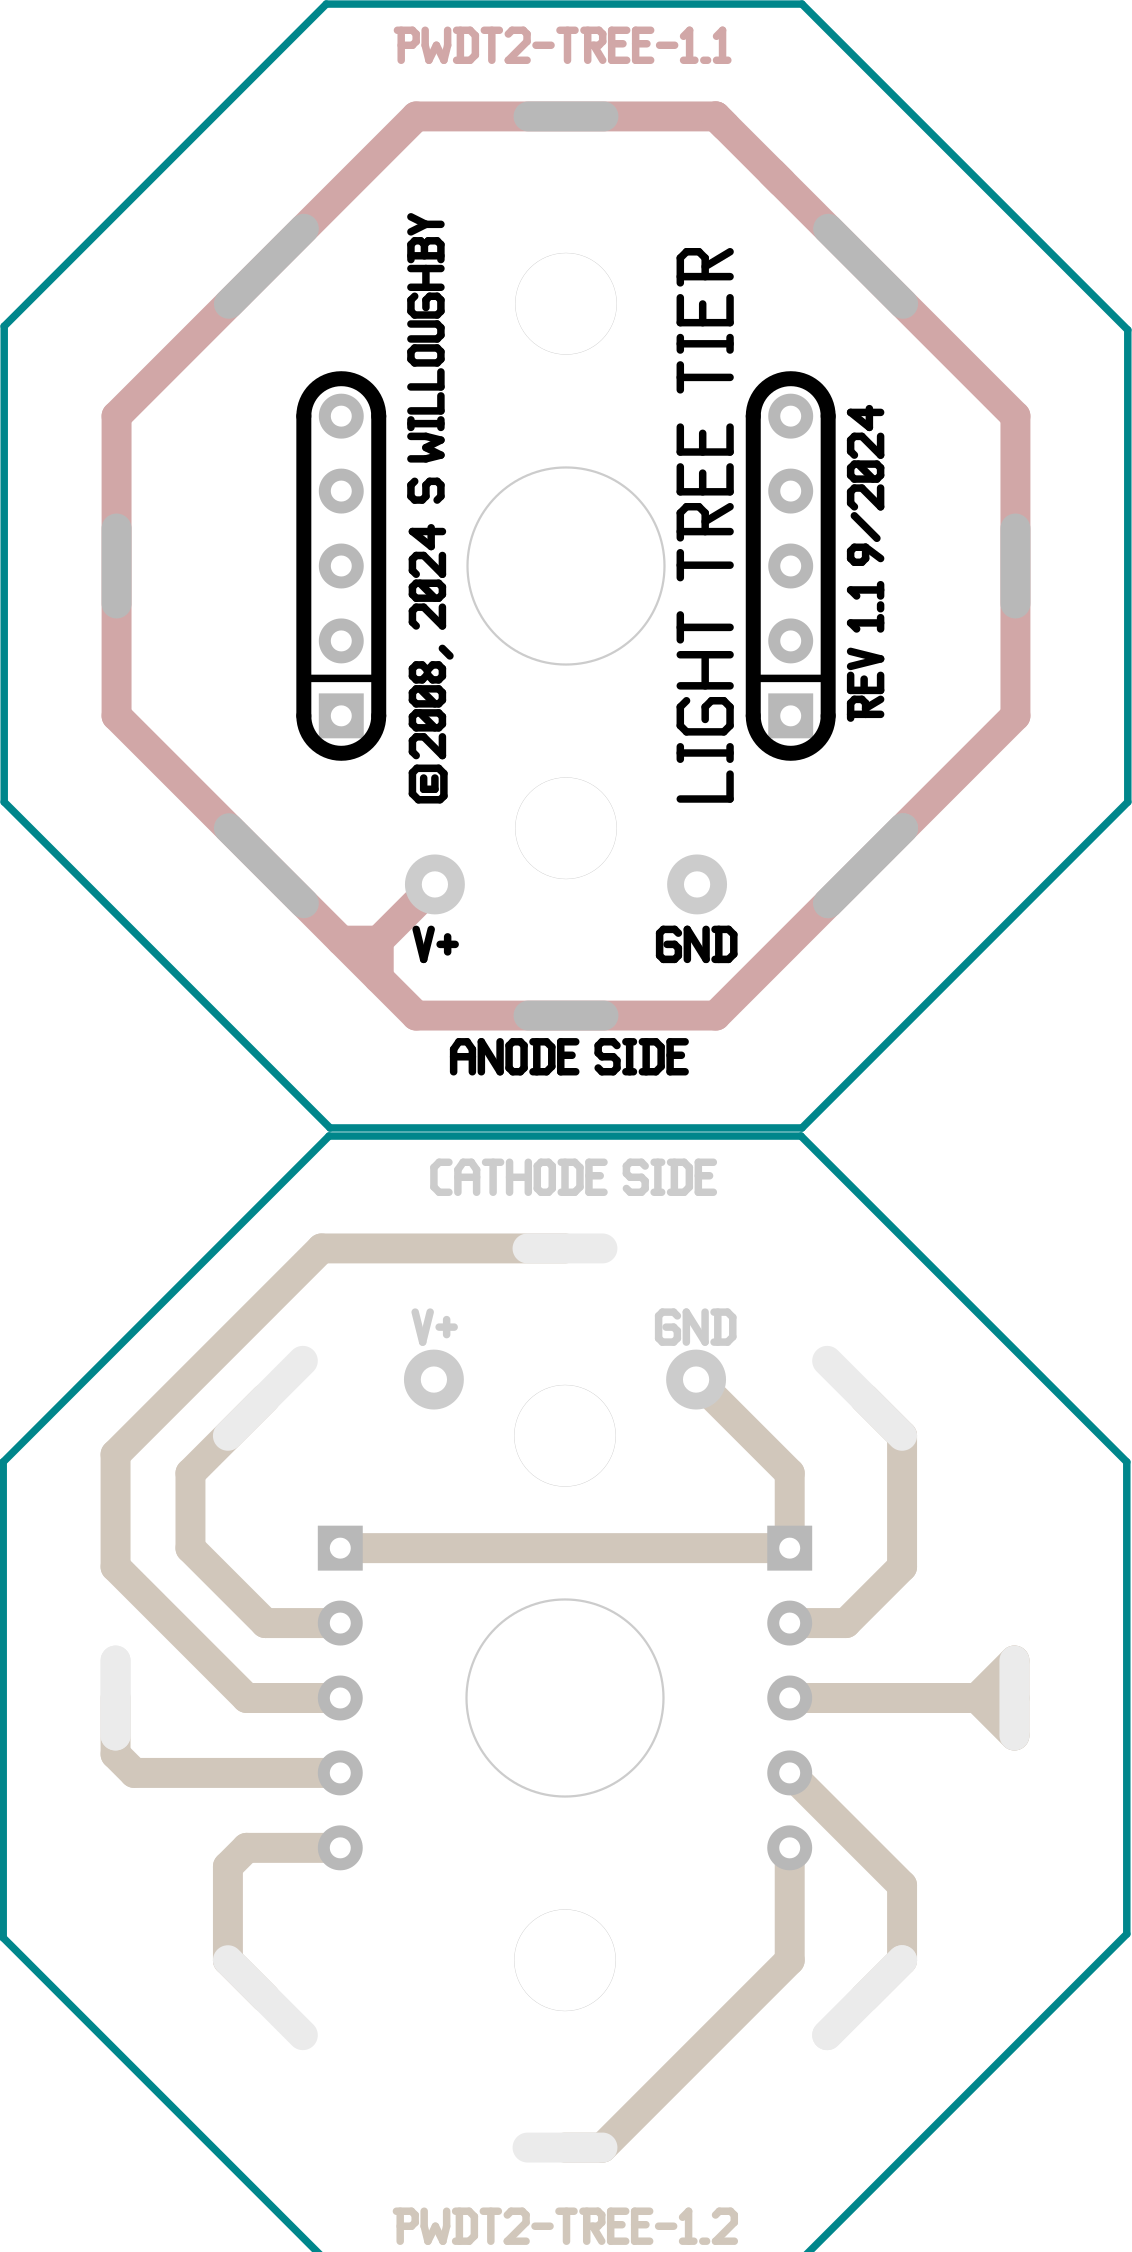 PWDT2-TREE-1.1
©2008, 2024 S WILLOUGHBY
LIGHT TREE TIER
REV 1.1 9/2024
V+
GND
ANODE SIDE
CATHODE SIDE
V+
GND
PWDT2-TREE-1.2